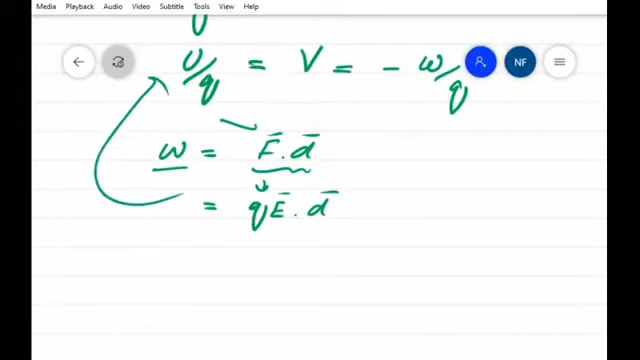 Media Playback Audio Video Subtitle Tools View Help
U/q = V = - w/q
NF
w = F̄ . d̄
= qĒ . d̄